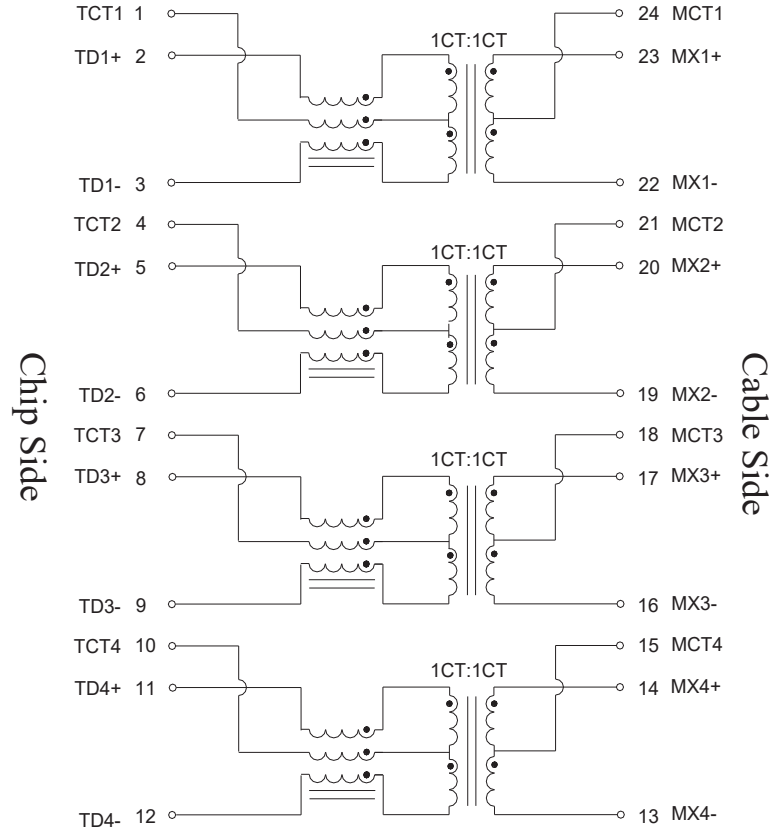 TCT1 1
24 MCT1
1CT:1CT
TD1+ 2
23 MX1+
TD1- 3
22 MX1-
TCT2 4
21 MCT2
1CT:1CT
TD2+ 5
20 MX2+
TD2- 6
19 MX2-
TCT3 7
18 MCT3
1CT:1CT
TD3+ 8
17 MX3+
TD3- 9
16 MX3-
TCT4 10
15 MCT4
1CT:1CT
TD4+ 11
14 MX4+
TD4- 12
13 MX4-
Chip Side
Cable Side